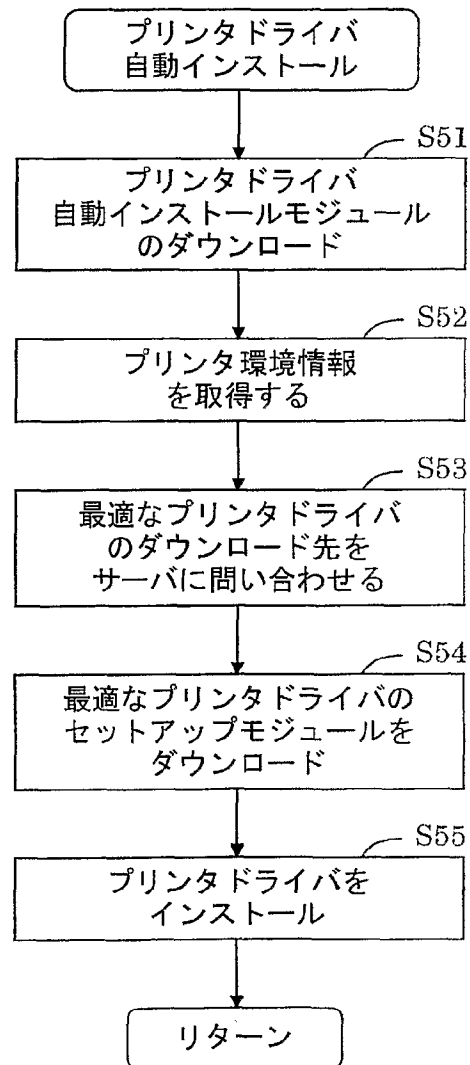 プリンタドライバ
自動インストール
S51
プリンタドライバ
自動インストールモジュール
のダウンロード
S52
プリンタ環境情報
を取得する
S53
最適なプリンタドライバ
のダウンロード先を
サーバに問い合わせる
S54
最適なプリンタドライバの
セットアップモジュールを
ダウンロード
S55
プリンタドライバを
インストール
リターン